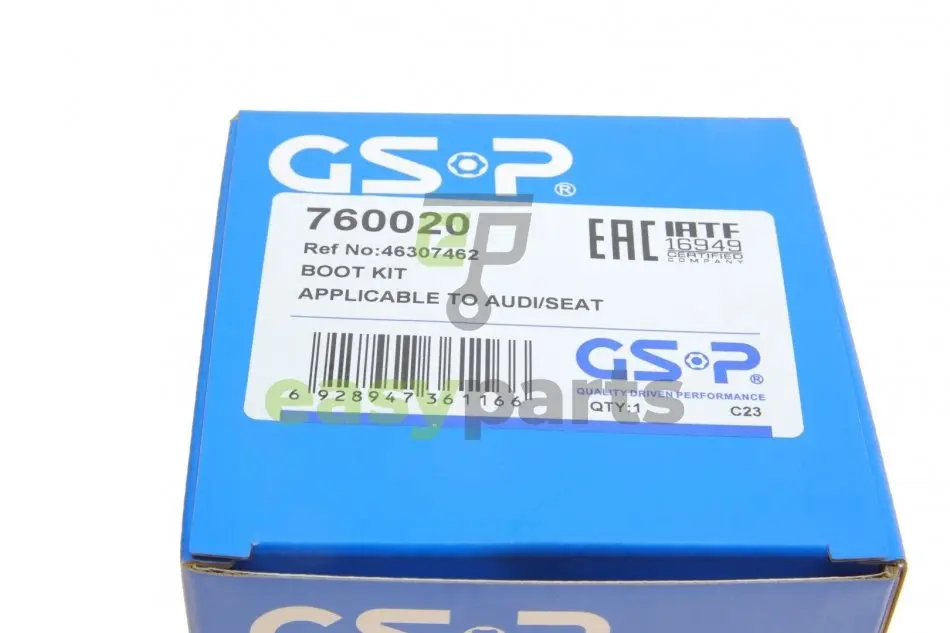 GSP®
760020
Ref No:46307462
BOOT KIT
APPLICABLE TO AUDI/SEAT
EAC
IATF
16949
CERTIFIED
COMPANY
6 928947 361166
GSP®
QUALITY DRIVEN PERFORMANCE
QTY:1
C23
easyparts
GSP